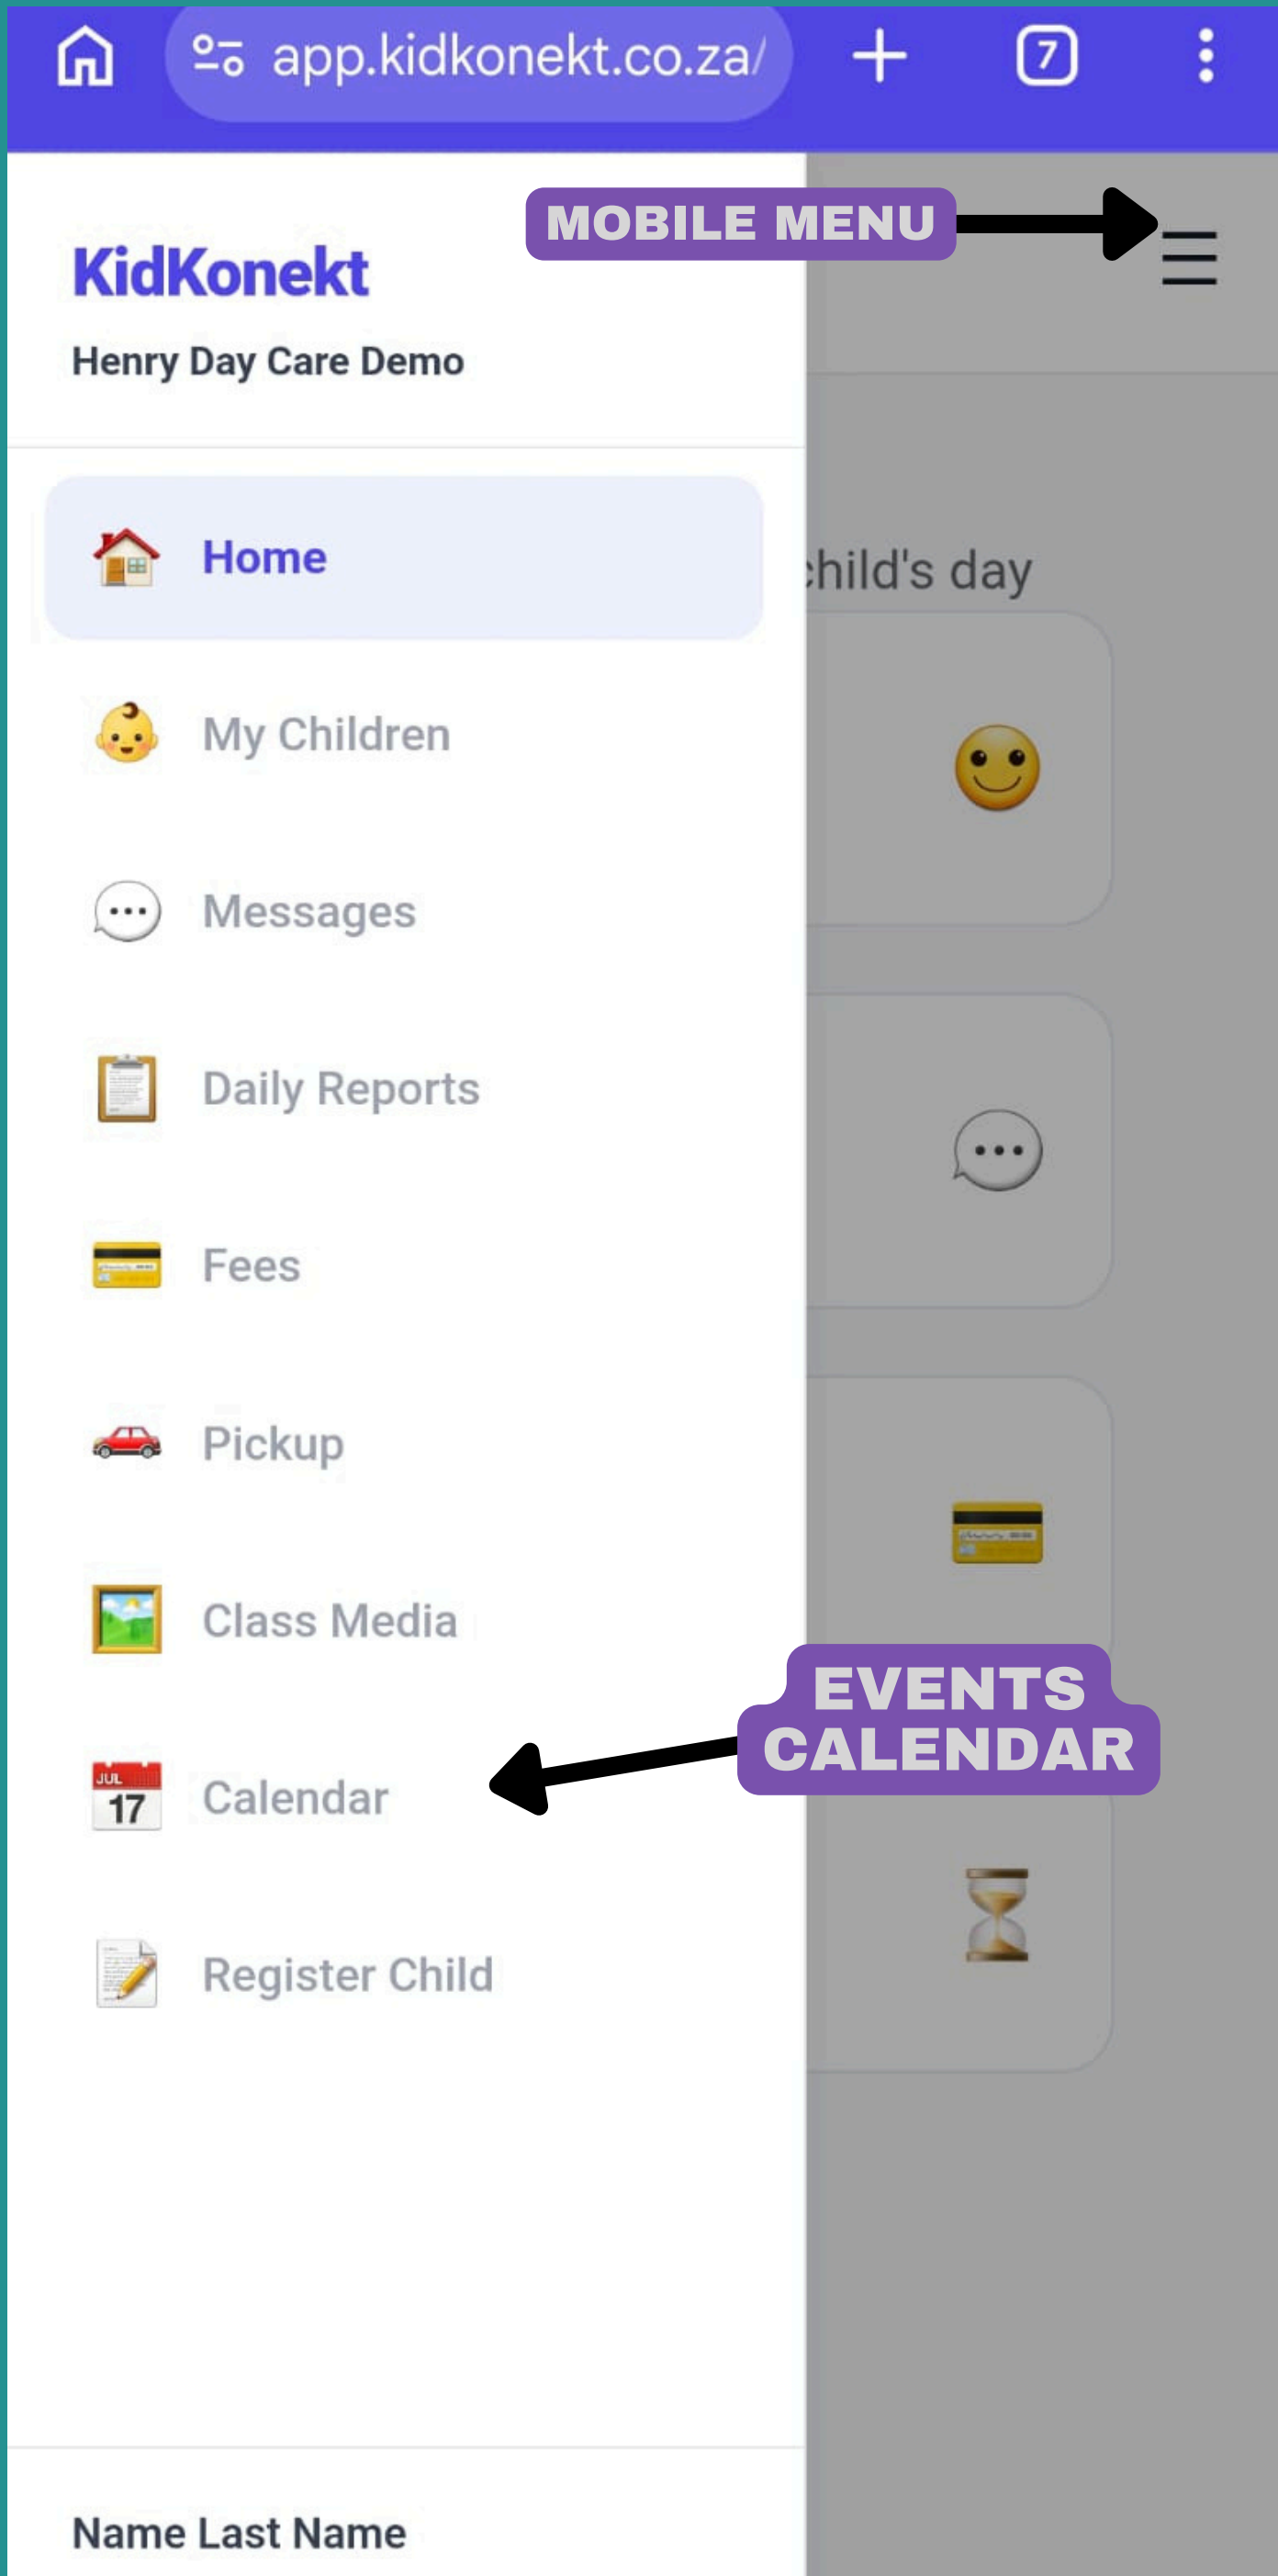 app.kidkonekt.co.za/
7
MOBILE MENU
KidKonekt
Henry Day Care Demo
Home
child's day
My Children
Messages
Daily Reports
Fees
Pickup
Class Media
EVENTS
CALENDAR
JUL
17
Calendar
Register Child
Name Last Name